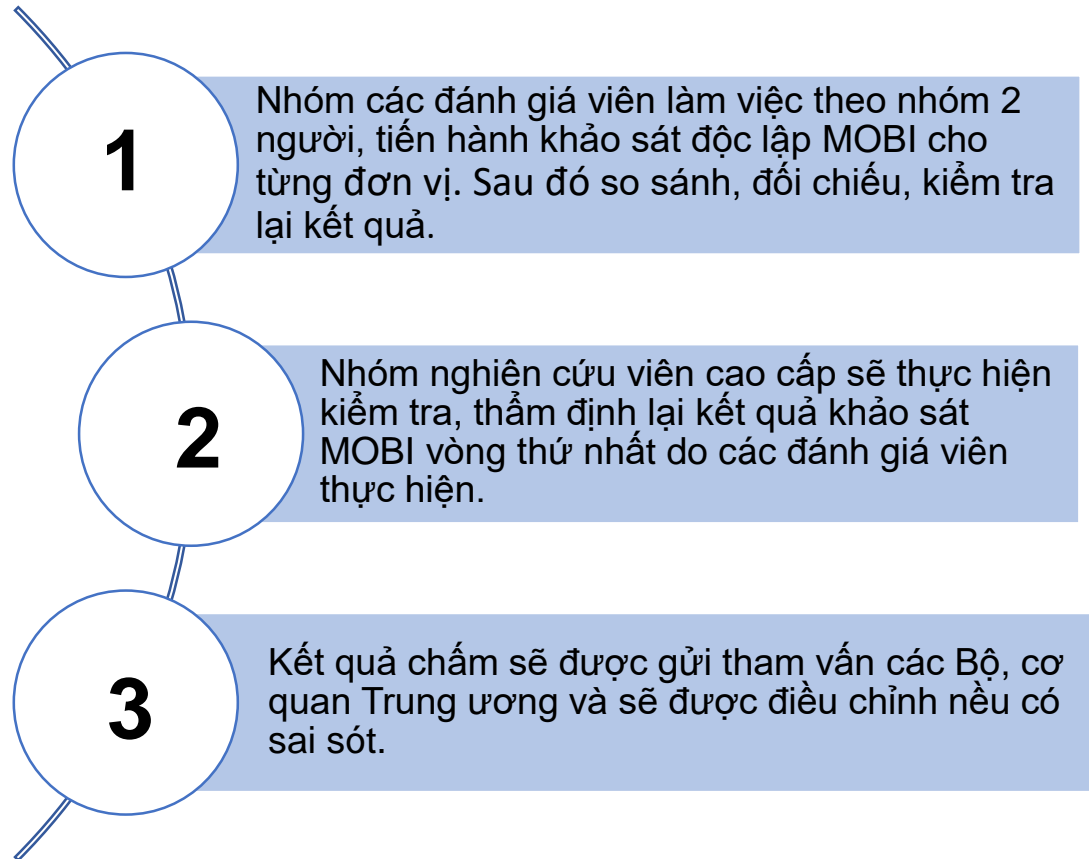 1
Nhóm các đánh giá viên làm việc theo nhóm 2
người, tiến hành khảo sát độc lập MOBI cho
từng đơn vị. Sau đó so sánh, đối chiếu, kiểm tra
lại kết quả.
2
Nhóm nghiên cứu viên cao cấp sẽ thực hiện
kiểm tra, thẩm định lại kết quả khảo sát
MOBI vòng thứ nhất do các đánh giá viên
thực hiện.
3
Kết quả chấm sẽ được gửi tham vấn các Bộ, cơ
quan Trung ương và sẽ được điều chỉnh nều có
sai sót.